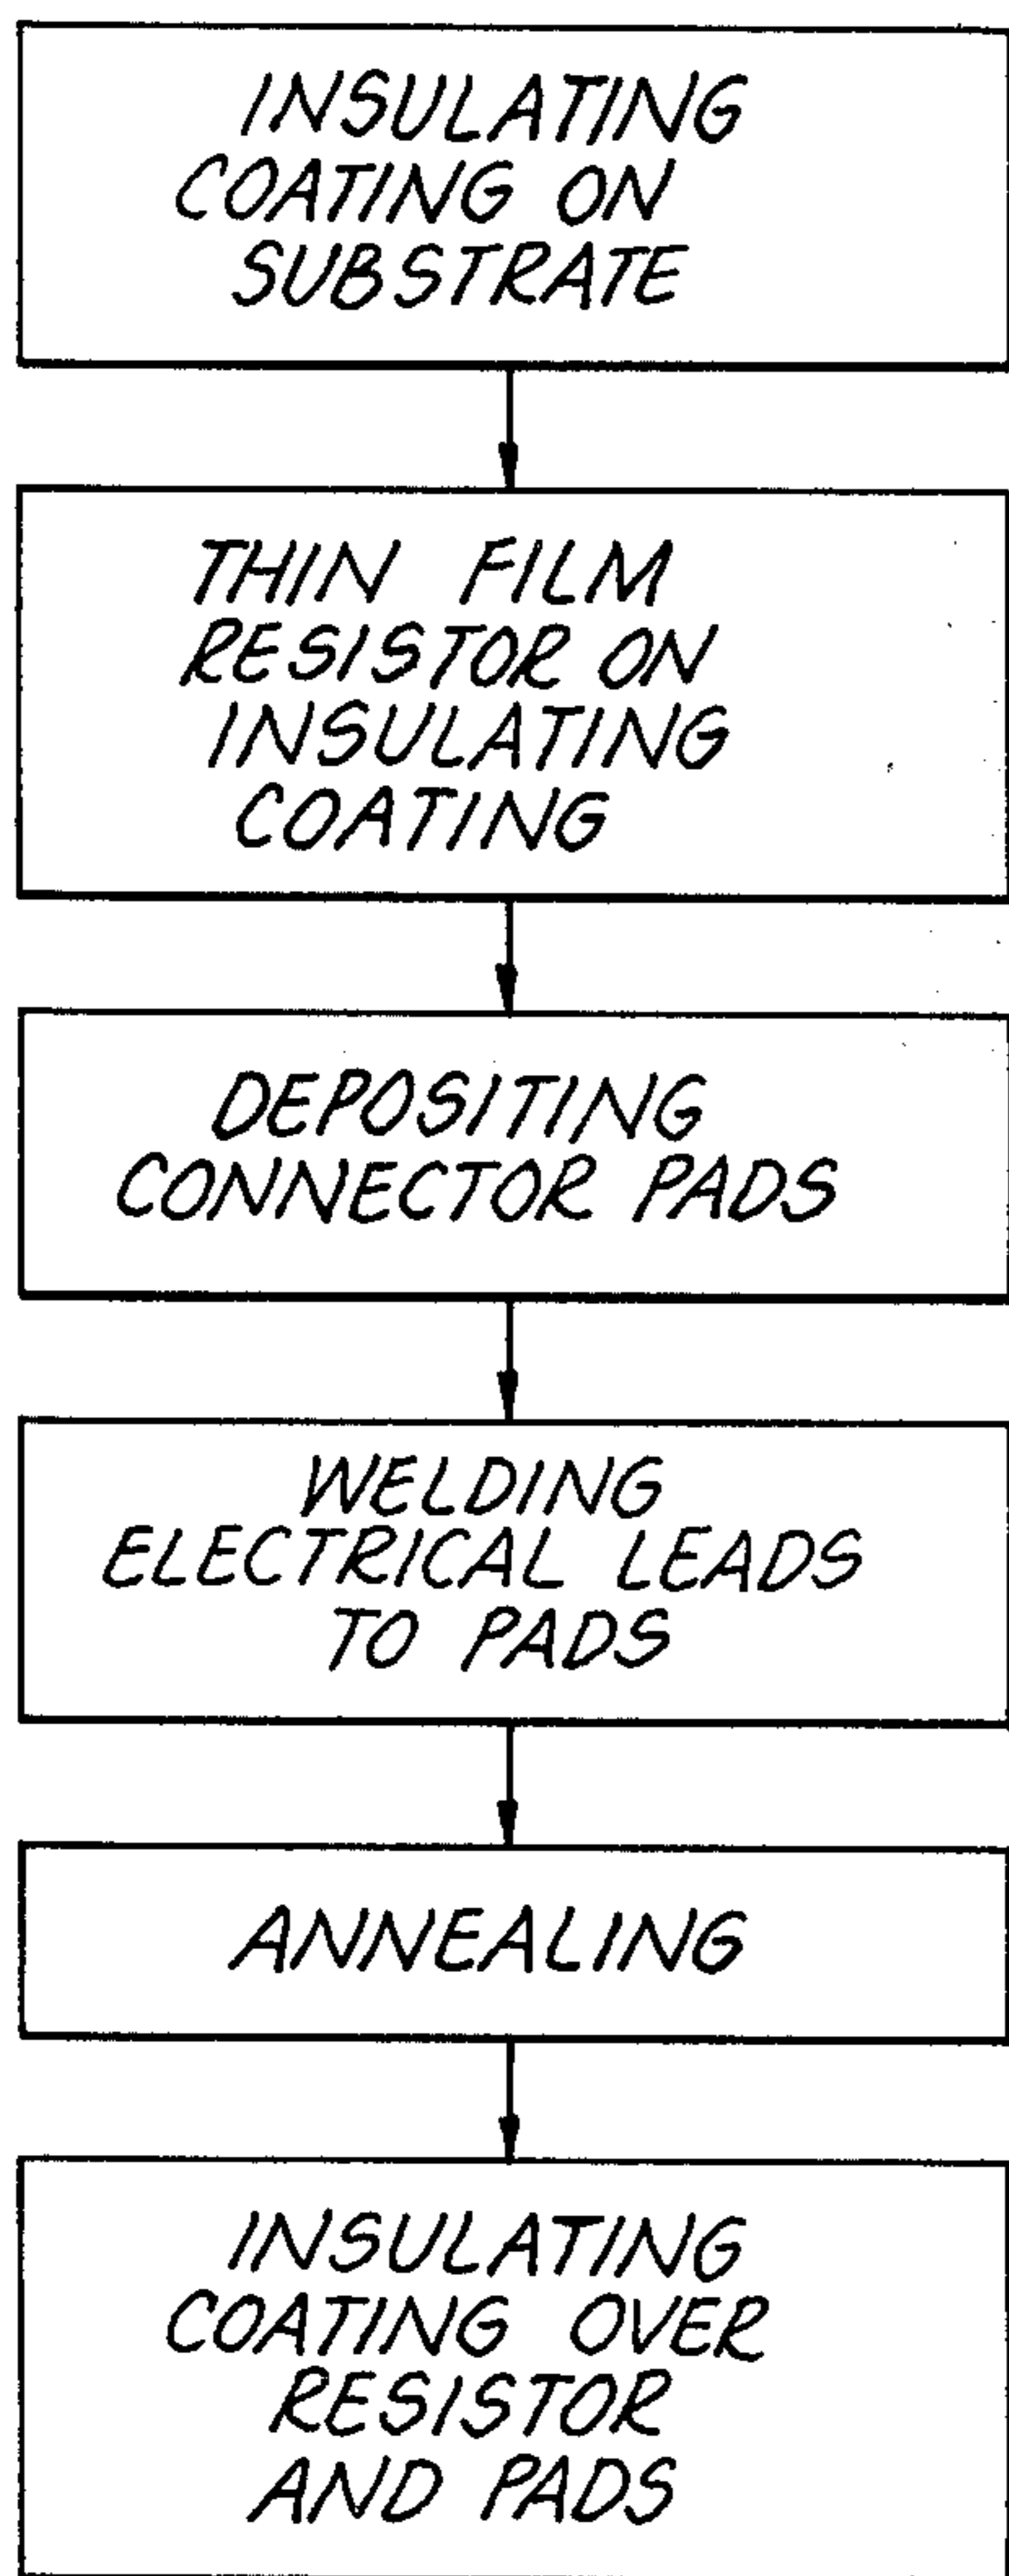 INSULATING
COATING ON
SUBSTRATE
THIN FILM
RESISTOR ON
INSULATING
COATING
DEPOSITING
CONNECTOR PADS
WELDING
ELECTRICAL LEADS
TO PADS
ANNEALING
INSULATING
COATING OVER
RESISTOR
AND PADS